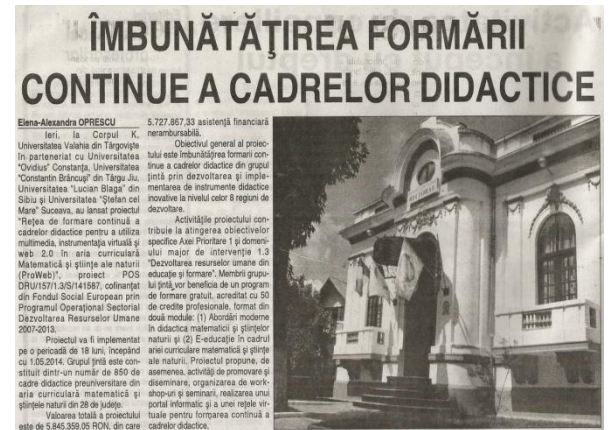 ÎMBUNĂTĂŢIREA FORMĂRII
CONTINUE A CADRELOR DIDACTICE
Elena-Alexandra OPRESCU
Ieri, la Corpul K,
Universitatea Valahia din Târgovişte
în parteneriat cu Universitatea
"Ovidius" Constanţa, Universitatea
"Constantin Brâncuşi" din Târgu Jiu,
Universitatea "Lucian Blaga" din
Sibiu şi Universitatea "Ştefan cel
Mare" Suceava, au lansat proiectul
"Reţea de formare continuă a
cadrelor didactice pentru a utiliza
multimedia, instrumentaţia virtuală şi
web 2.0 în aria curriculară
Matematică şi ştiinţe ale naturii
(ProWeb)", proiect POS
DRU/157/1.3/S/141587, cofinanţat
din Fondul Social European prin
Programul Operaţional Sectorial
Dezvoltarea Resurselor Umane
2007-2013.
Proiectul va fi implementat
pe o perioadă de 18 luni, începând
cu 1.05.2014. Grupul ţintă este con-
stituit dintr-un număr de 850 de
cadre didactice preuniversitare din
aria curriculară matematică şi
ştiinţele naturii din 28 de judeţe.
Valoarea totală a proiectului
este de 5.845.359,05 RON, din care
5.727.867,33 asistenţă financiară
nerambursabilă.
Obiectivul general al proiec-
tului este îmbunătăţirea formarii conti-
nue a cadrelor didactice din grupul
ţintă prin dezvoltarea şi imple-
mentarea de instrumente didactice
inovative la nivelul celor 8 regiuni de
dezvoltare.
Activităţile proiectului con-
tribuie la atingerea obiectivelor
specifice Axei Prioritare 1 şi domeni-
ului major de intervenţie 1.3
"Dezvoltarea resurselor umane din
educaţie şi formare". Membrii grupu-
lui ţintă vor beneficia de un program
de formare gratuit, acreditat cu 50
de credite profesionale, format din
două module: (1) Abordări moderne
în didactica matematicii şi ştiinţelor
naturii şi (2) E-educaţie în cadrul
ariei curriculare matematică şi ştiinţe
ale naturii. Proiectul propune, de
asemenea, activităţi de promovare şi
diseminare, organizarea de work-
shop-uri şi seminarii, realizarea unui
portal informatic şi a unei reţele vir-
tuale pentru formarea continuă a
cadrelor didactice.
RECTORAT